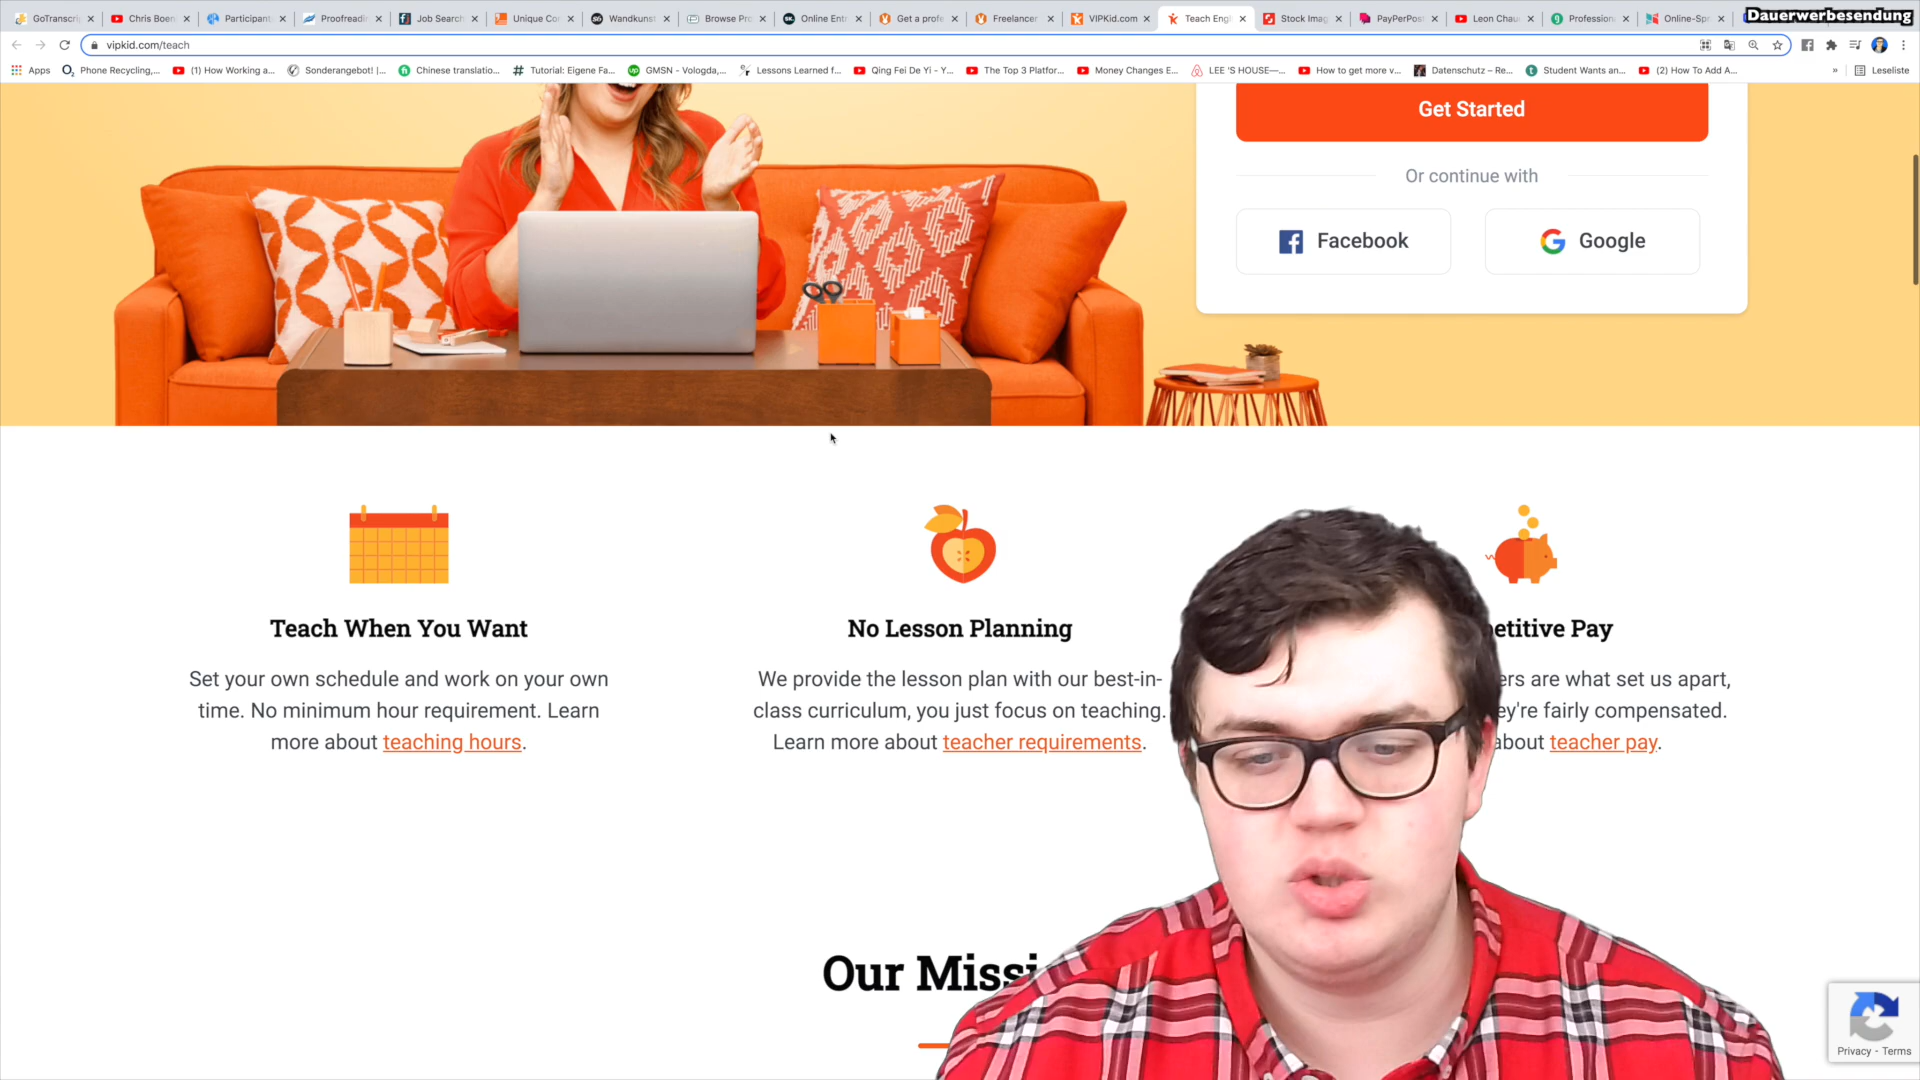 Dauerwerbesendung
GoTranscri
Chris Boen
Participant
Proofreadin
Job Search
Unique Co
Wandkunst
Browse Pro
Online Entr
Get a profe
Freelancer
VIPKid.com
Teach Engl
Stock Imag
PayPerPos
Leon Chau
Profession
Online-Spo
vipkid.com/teach
Apps
Phone Recycling,...
(1) How Working a...
Sonderangebot! |...
Chinese translatio...
Tutorial: Eigene Fa...
GMSN - Vologda,...
Lessons Learned f...
Qing Fei De Yi - Y...
The Top 3 Platfor...
Money Changes E...
LEE 'S HOUSE—...
How to get more v...
Datenschutz – Re...
Student Wants an...
(2) How To Add A...
»
Leseliste
Get Started
Or continue with
Facebook
Google
Teach When You Want
Set your own schedule and work on your own
time. No minimum hour requirement. Learn
more about teaching hours.
No Lesson Planning
We provide the lesson plan with our best-in-
class curriculum, you just focus on teaching.
Learn more about teacher requirements.
etitive Pay
ers are what set us apart,
ey're fairly compensated.
about teacher pay.
Our Missi
Privacy - Terms